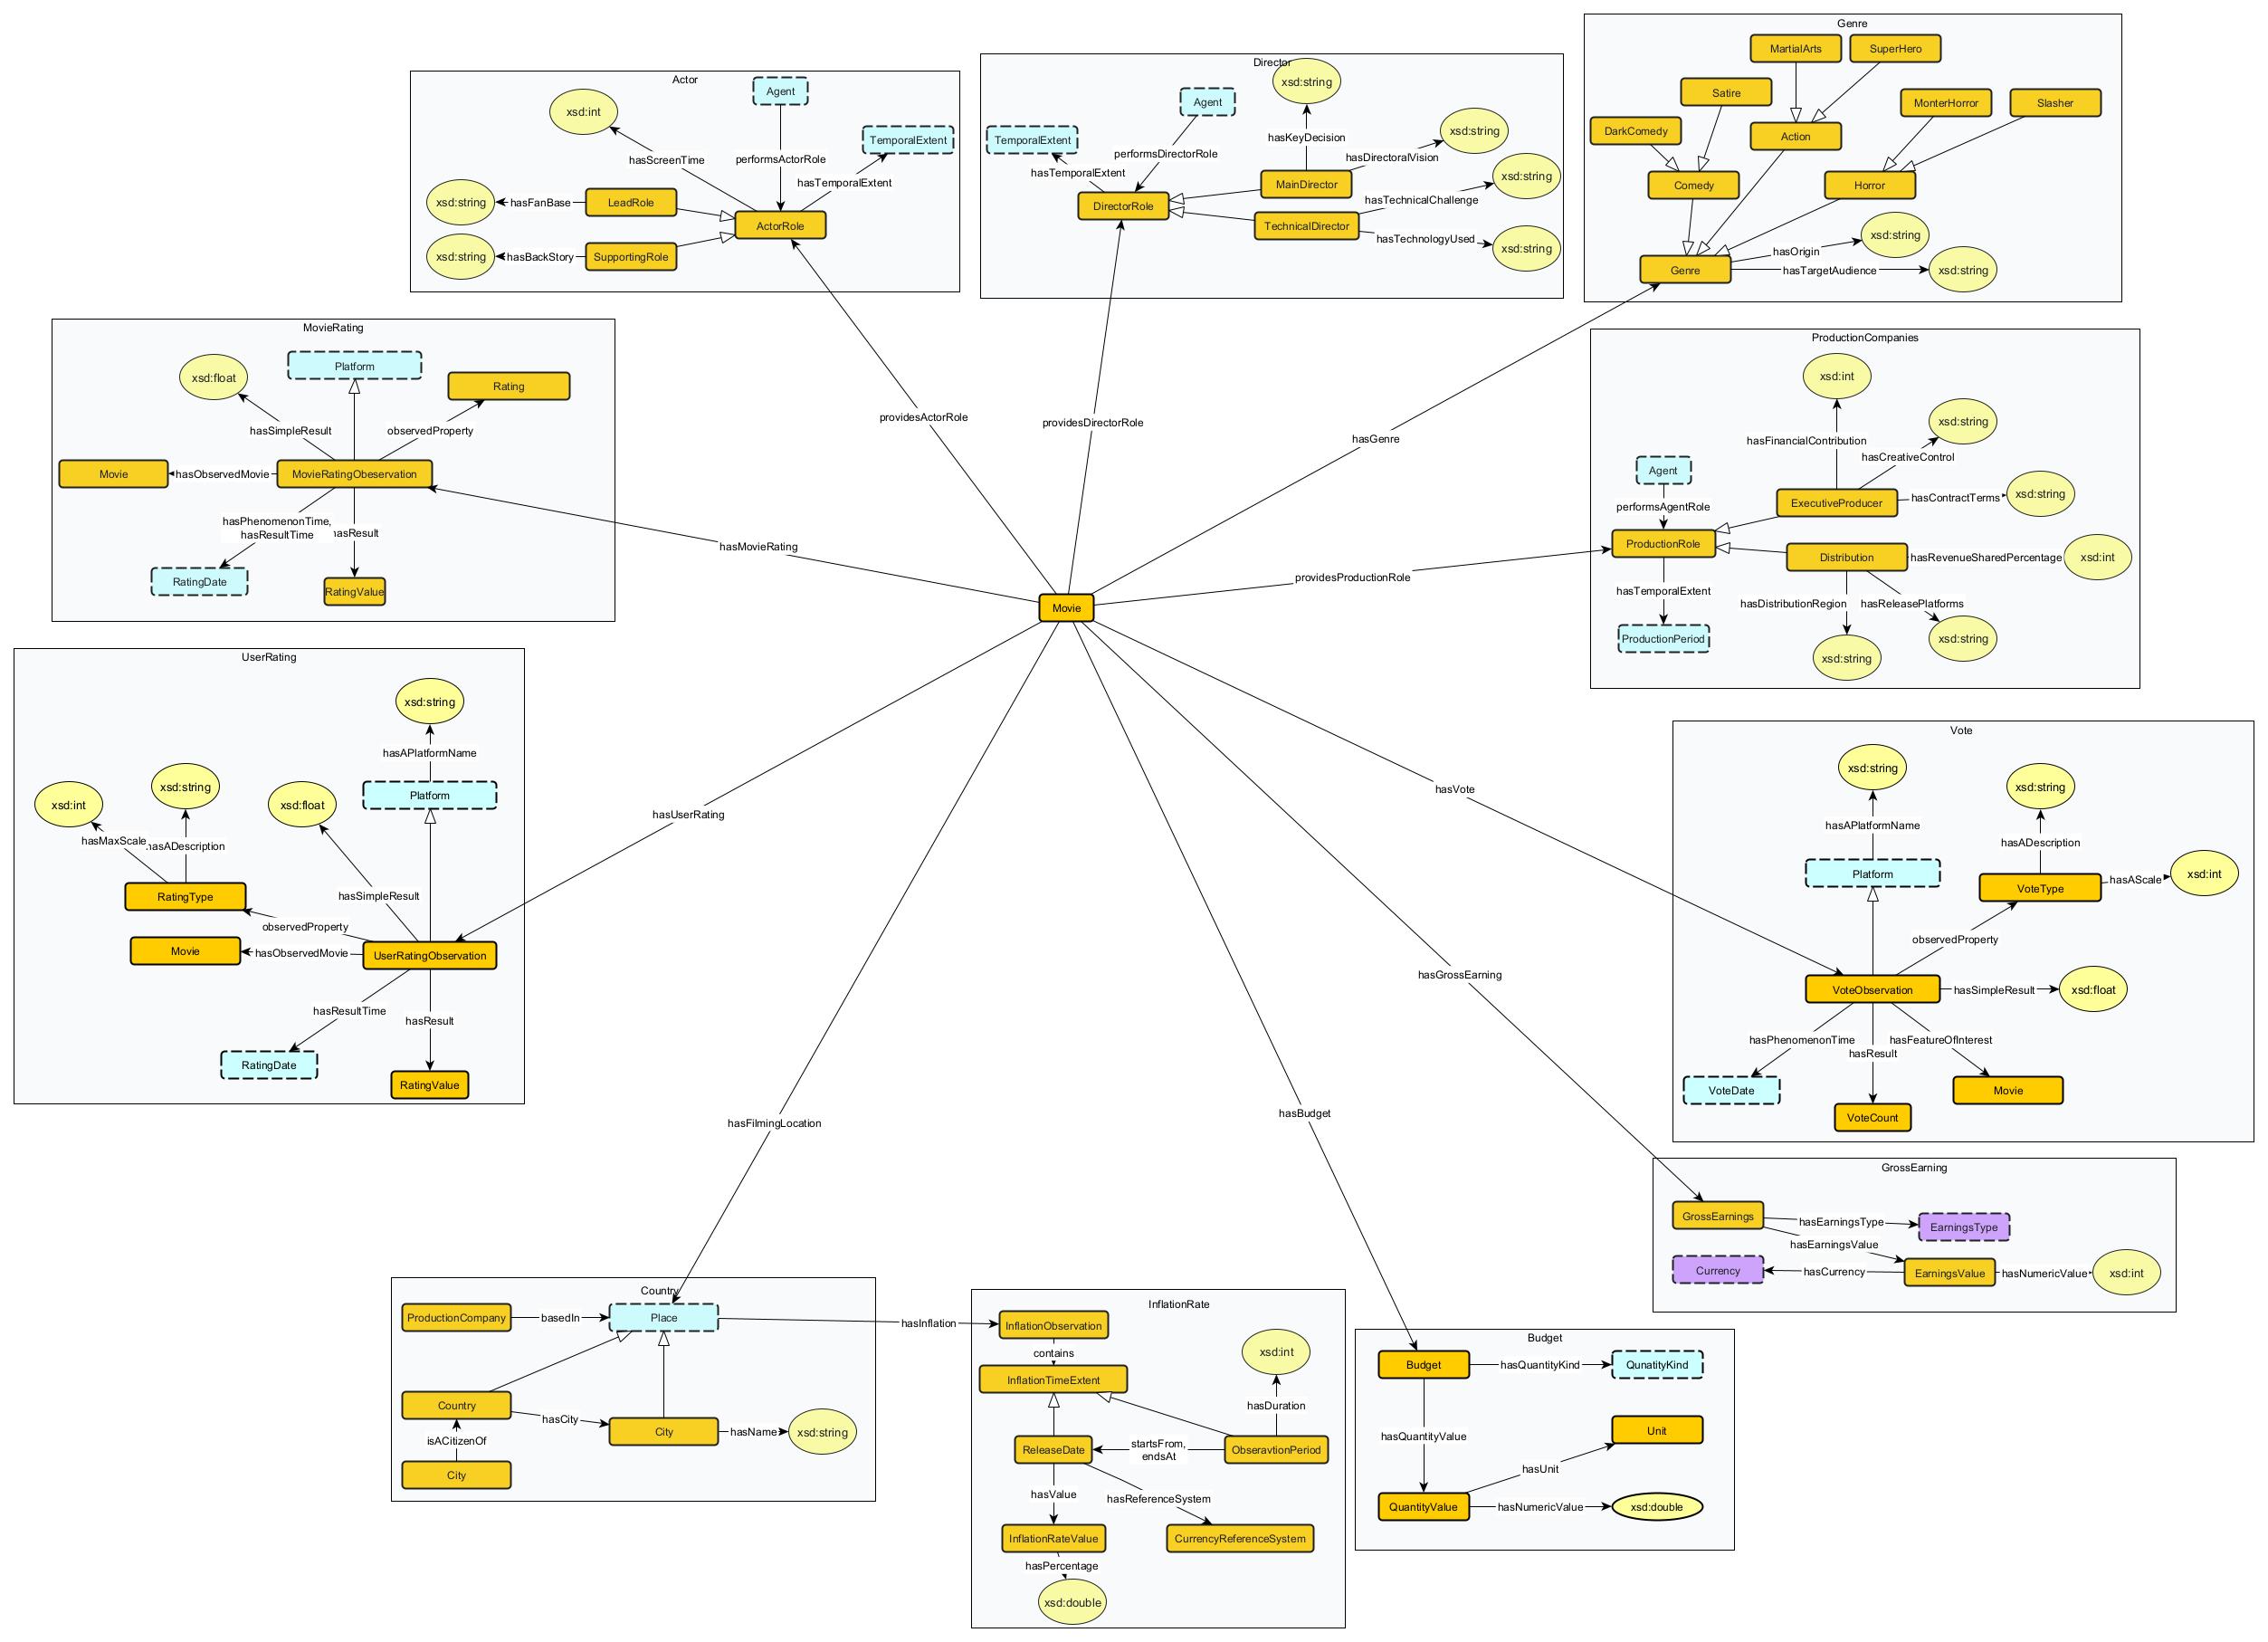 Actor
Agent
xsd:int
TemporalExtent
hasScreenTime
performsActorRole
hasTemporalExtent
xsd:string
hasFanBase
LeadRole
ActorRole
xsd:string
hasBackStory
SupportingRole
Director
xsd:string
Agent
TemporalExtent
hasKeyDecision
xsd:string
performsDirectorRole
hasDirectoralVision
hasTemporalExtent
MainDirector
xsd:string
DirectorRole
hasTechnicalChallenge
TechnicalDirector
hasTechnologyUsed
xsd:string
Genre
MartialArts
SuperHero
Satire
MonterHorror
Slasher
DarkComedy
Action
Comedy
Horror
xsd:string
hasOrigin
Genre
hasTargetAudience
xsd:string
MovieRating
Platform
xsd:float
Rating
hasSimpleResult
observedProperty
Movie
hasObservedMovie
MovieRatingObeservation
hasPhenomenonTime,
hasResultTime
hasResult
RatingDate
RatingValue
providesActorRole
providesDirectorRole
hasGenre
hasMovieRating
providesProductionRole
Movie
ProductionCompanies
xsd:int
xsd:string
hasFinancialContribution
hasCreativeControl
Agent
performsAgentRole
ExecutiveProducer
hasContractTerms
xsd:string
ProductionRole
Distribution
hasRevenueSharedPercentage
xsd:int
hasTemporalExtent
hasDistributionRegion
hasReleasePlatforms
ProductionPeriod
xsd:string
xsd:string
UserRating
xsd:string
hasAPlatformName
xsd:int
xsd:string
xsd:float
Platform
hasMaxScale
hasADescription
RatingType
hasSimpleResult
observedProperty
Movie
hasObservedMovie
UserRatingObservation
hasResultTime
hasResult
RatingDate
RatingValue
hasUserRating
hasVote
hasGrossEarning
hasBudget
hasFilmingLocation
Vote
xsd:string
xsd:string
hasAPlatformName
hasADescription
Platform
VoteType
hasAScale
xsd:int
observedProperty
VoteObservation
hasSimpleResult
xsd:float
hasPhenomenonTime
hasResult
hasFeatureOfInterest
VoteDate
VoteCount
Movie
GrossEarning
GrossEarnings
hasEarningsType
EarningsType
hasEarningsValue
Currency
hasCurrency
EarningsValue
hasNumericValue
xsd:int
Country
ProductionCompany
basedIn
Place
hasInflation
Country
hasCity
City
hasName
xsd:string
isACitizenOf
City
InflationRate
InflationObservation
contains
xsd:int
InflationTimeExtent
hasDuration
ReleaseDate
startsFrom,
endsAt
ObseravtionPeriod
hasValue
hasReferenceSystem
InflationRateValue
CurrencyReferenceSystem
hasPercentage
xsd:double
Budget
Budget
hasQuantityKind
QunatityKind
hasQuantityValue
Unit
hasUnit
QuantityValue
hasNumericValue
xsd:double